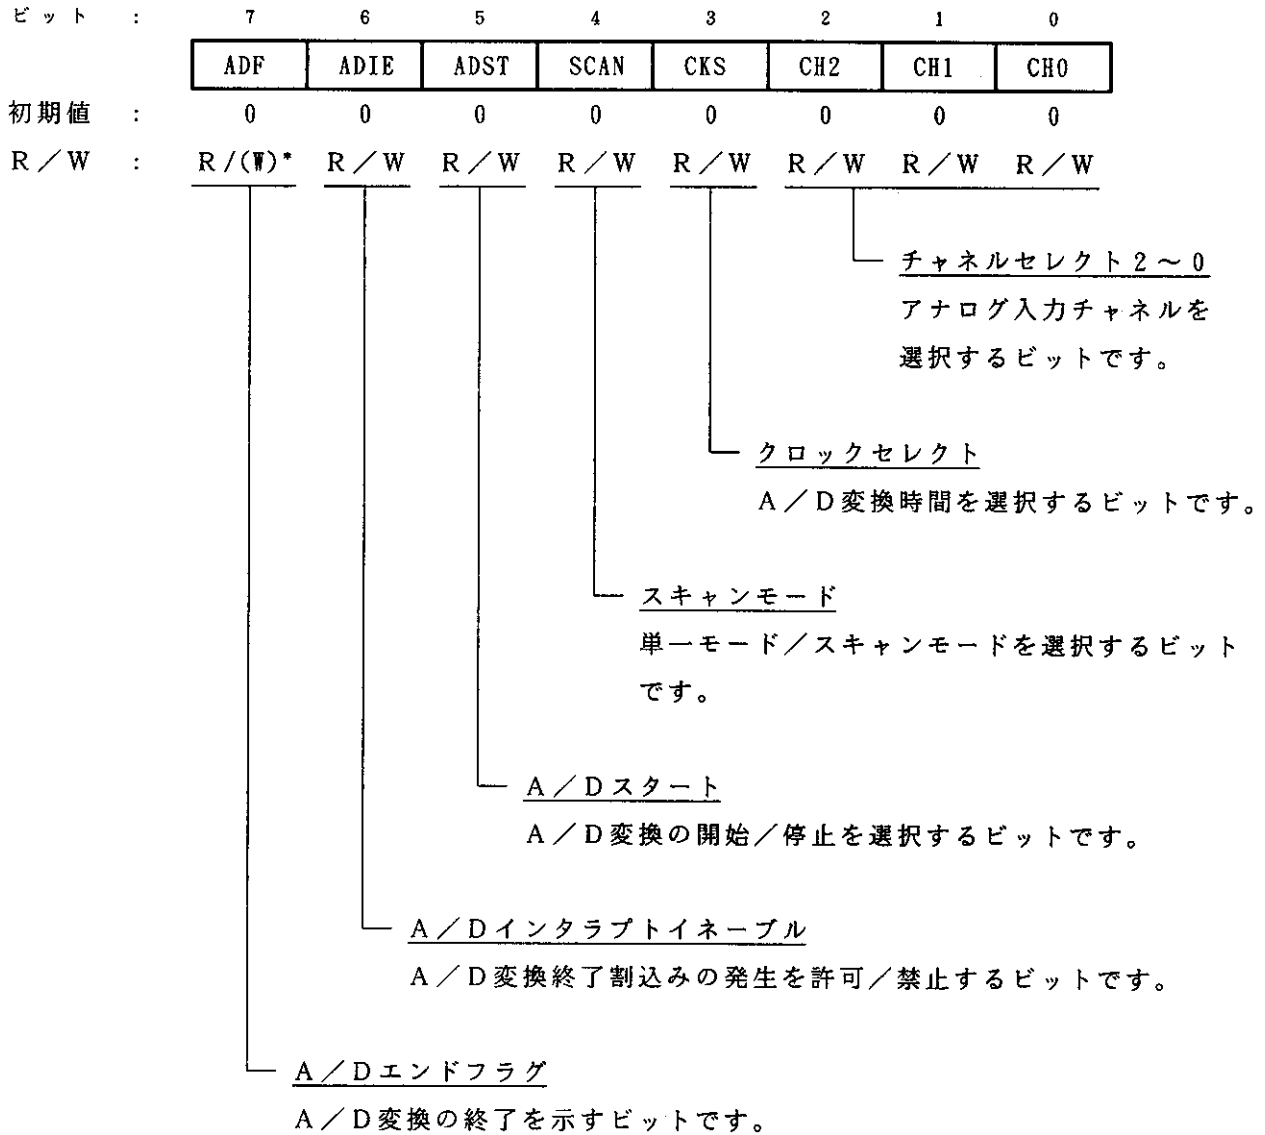 ビット : 7 6 5 4 3 2 1 0
ADF ADIE ADST SCAN CKS CH2 CH1 CH0
初期値 : 0 0 0 0 0 0 0 0
R/W : R/(W)* R/W R/W R/W R/W R/W R/W R/W
チャネルセレクト2~0
アナログ入力チャネルを
選択するビットです。
クロックセレクト
A/D変換時間を選択するビットです。
スキャンモード
単一モード/スキャンモードを選択するビット
です。
A/Dスタート
A/D変換の開始/停止を選択するビットです。
A/Dインタラプトイネーブル
A/D変換終了割込みの発生を許可/禁止するビットです。
A/Dエンドフラグ
A/D変換の終了を示すビットです。